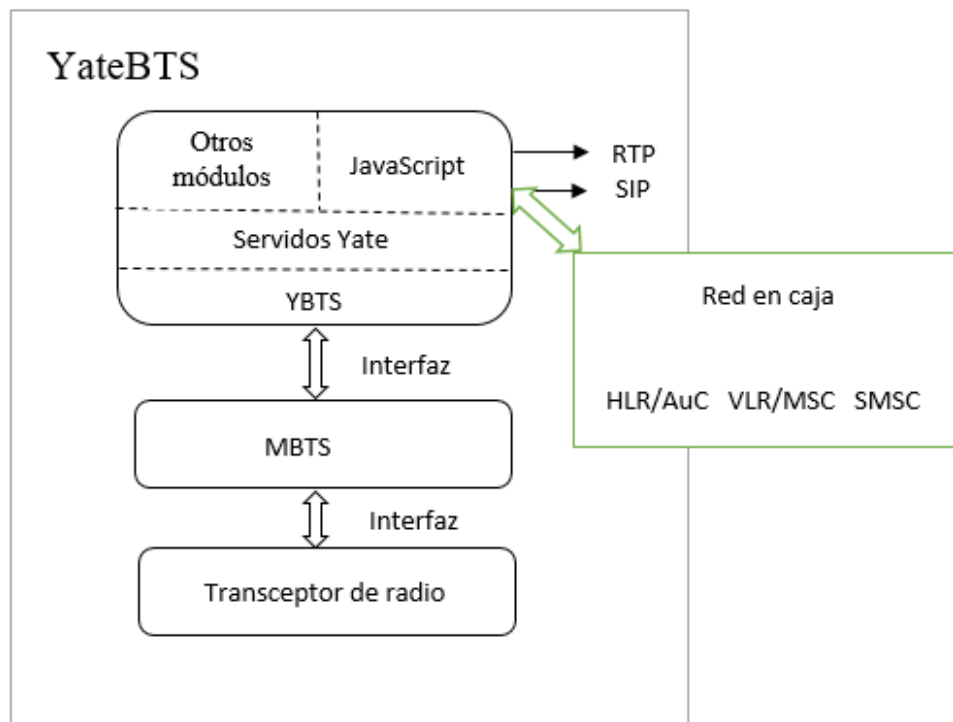 YateBTS
Otros
módulos
JavaScript
RTP
SIP
Servidos Yate
YBTS
Red en caja
Interfaz
HLR/AuC VLR/MSC SMSC
MBTS
Interfaz
Transceptor de radio